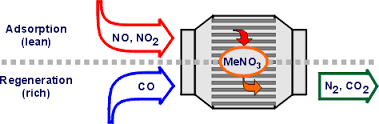 Adsorption
(lean)
NO, NO2
MeNO3
Regeneration
(rich)
CO
N2, CO2